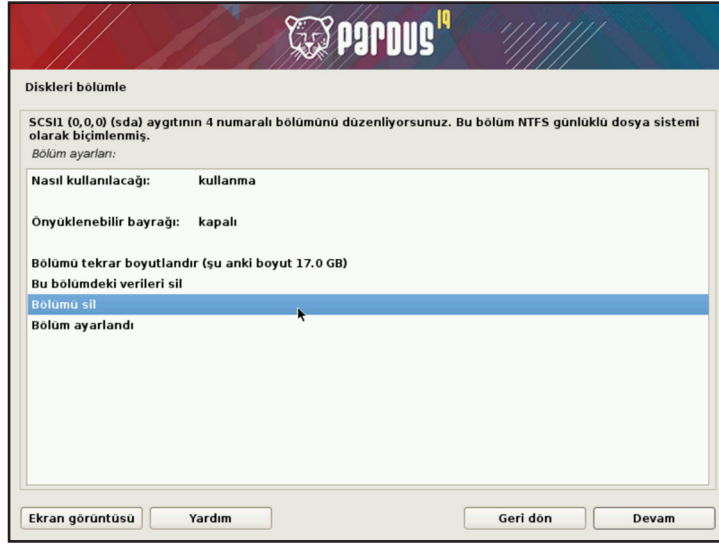 PARDUS 19
Diskleri bölümle
SCSI1 (0,0,0) (sda) aygıtının 4 numaralı bölümünü düzenliyorsunuz. Bu bölüm NTFS günlüklü dosya sistemi
olarak biçimlenmiş.
Bölüm ayarları:
Nasıl kullanılacağı: kullanma
Önyüklenebilir bayrağı: kapalı
Bölümü tekrar boyutlandır (şu anki boyut 17.0 GB)
Bu bölümdeki verileri sil
Bölümü sil
Bölüm ayarlandı
Ekran görüntüsü Yardım Geri dön Devam